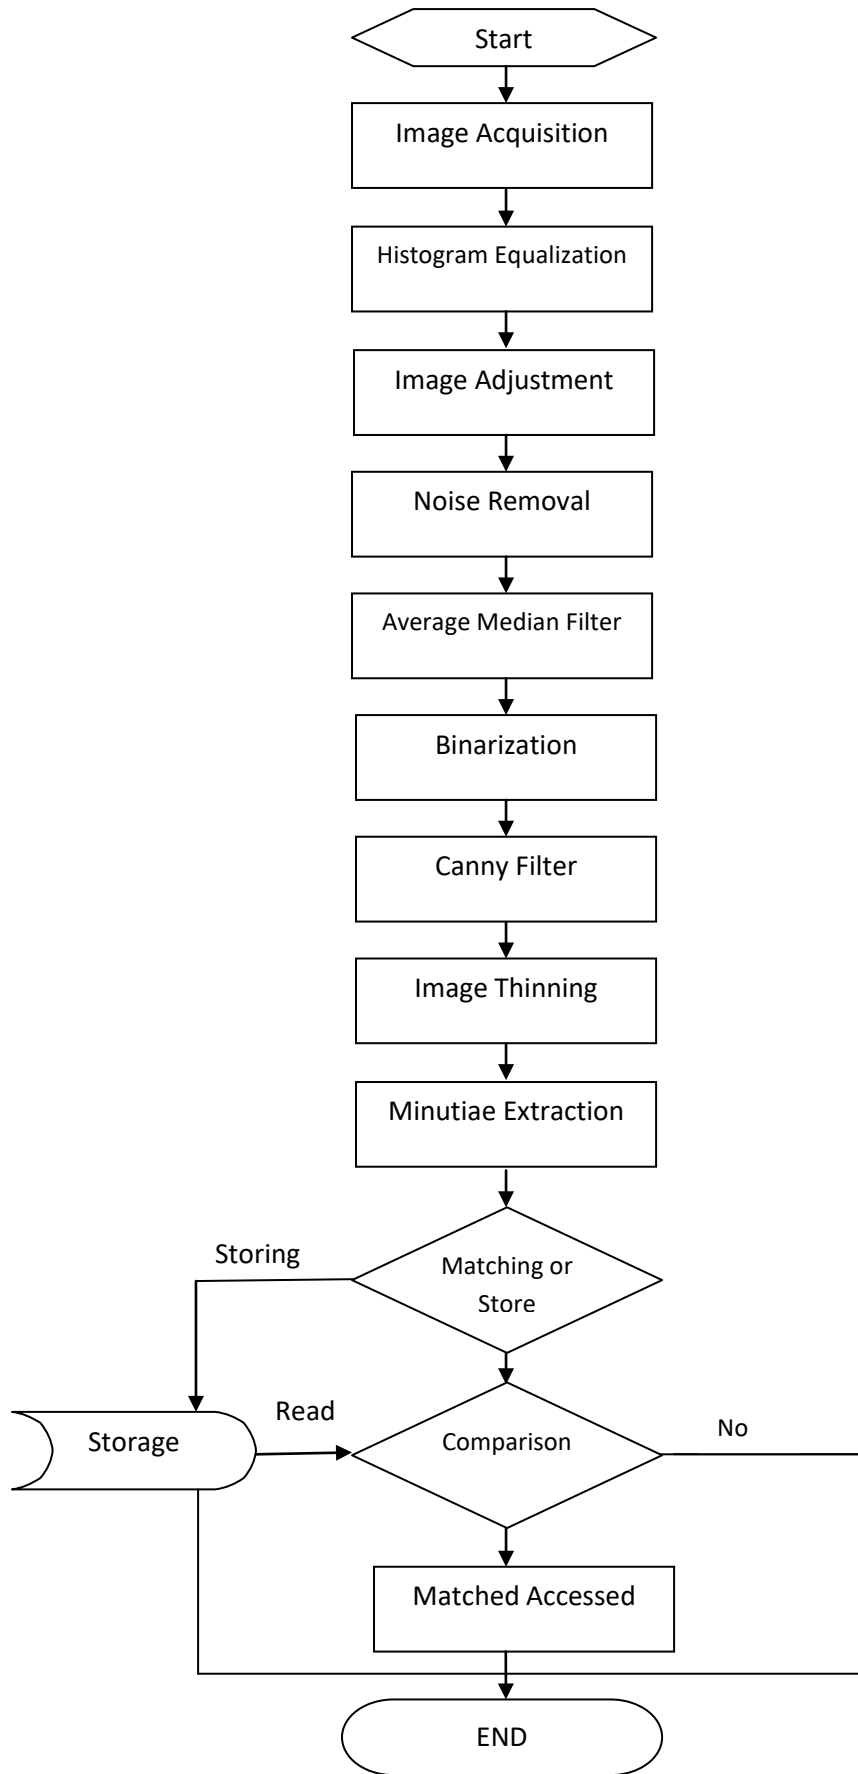 Start
Image Acquisition
Histogram Equalization
Image Adjustment
Noise Removal
Average Median Filter
Binarization
Canny Filter
Image Thinning
Minutiae Extraction
Storing
Matching or
Store
Storage
Read
Comparison
No
Matched Accessed
END